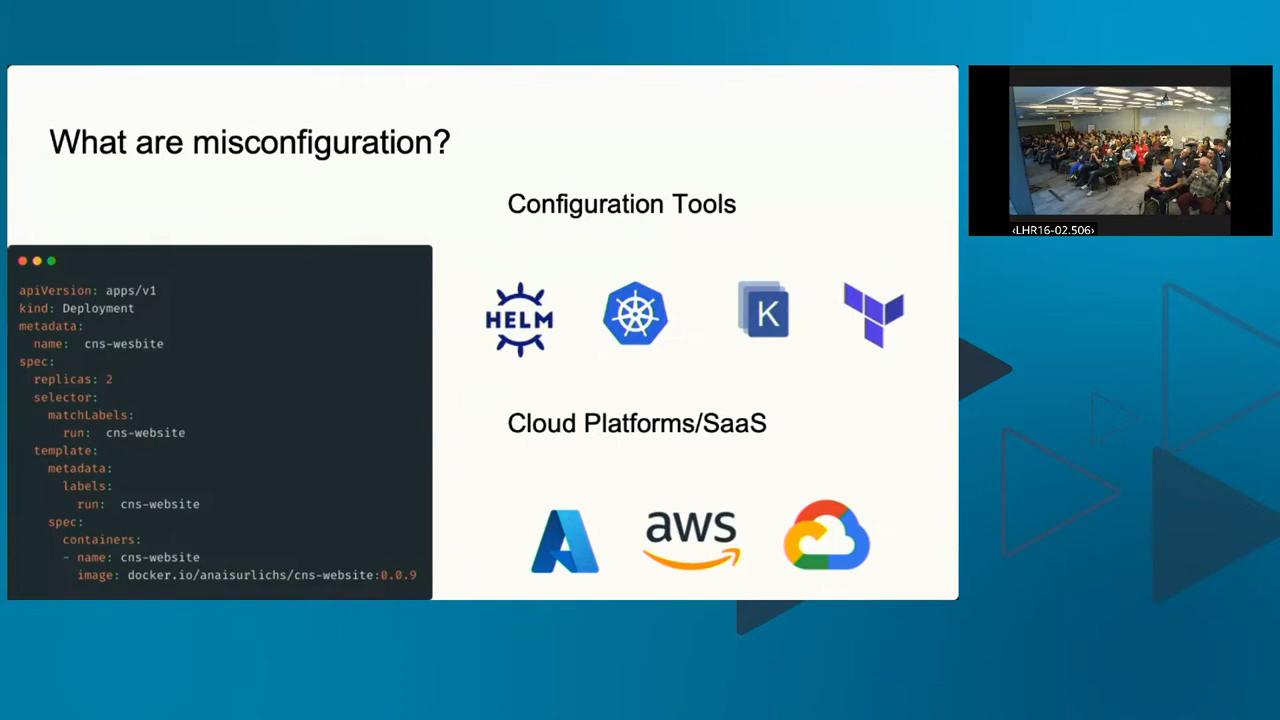 What are misconfiguration?
Configuration Tools
HELM
K
Cloud Platforms/SaaS
aws
apiVersion: apps/v1
kind: Deployment
metadata:
name: cns-wesbite
spec:
replicas: 2
selector:
matchLabels:
run: cns-website
template:
metadata:
labels:
run: cns-website
spec:
containers:
- name: cns-website
image: docker.io/anaisurlichs/cns-website:0.0.9
‹LHR16-02.506›